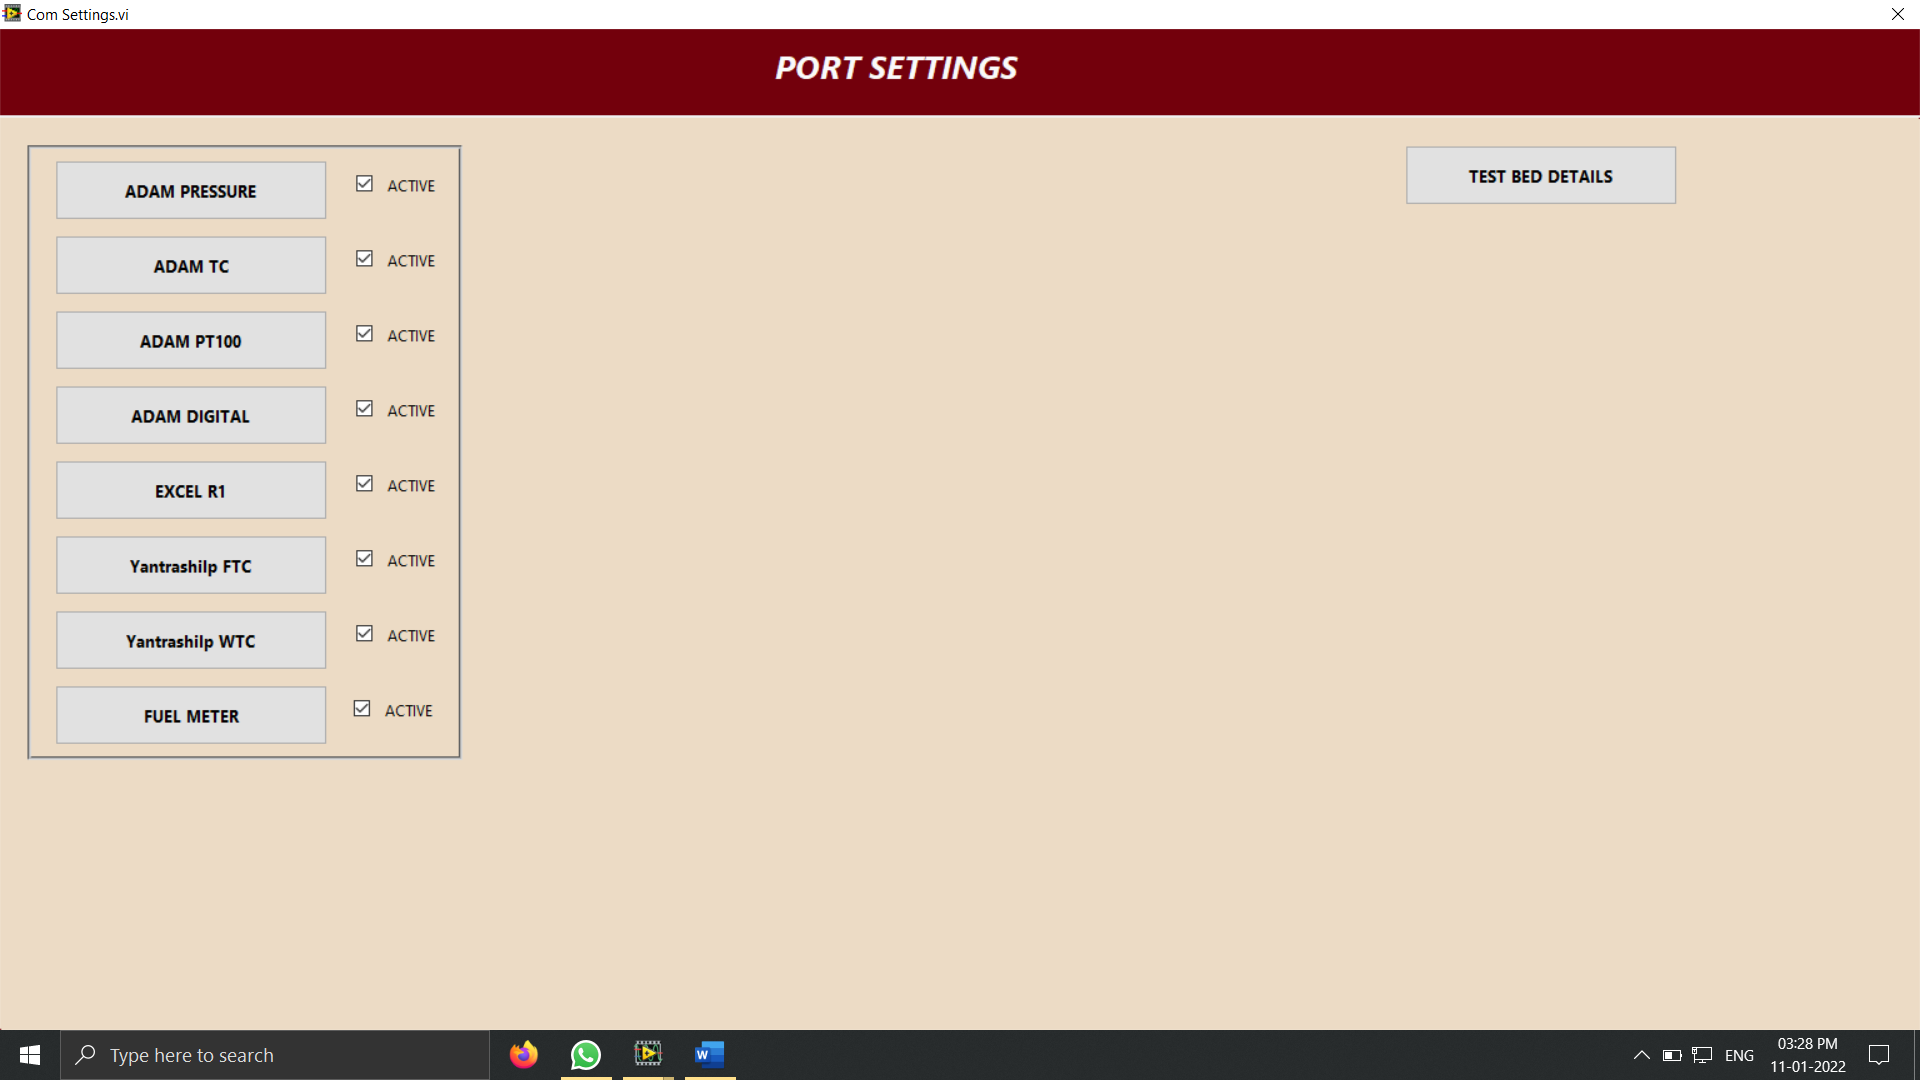 Com Settings.vi
PORT SETTINGS
ADAM PRESSURE ACTIVE
TEST BED DETAILS
ADAM TC ACTIVE
ADAM PT100 ACTIVE
ADAM DIGITAL ACTIVE
EXCEL R1 ACTIVE
Yantrashilp FTC ACTIVE
Yantrashilp WTC ACTIVE
FUEL METER ACTIVE
Type here to search
W
ENG
03:28 PM
11-01-2022